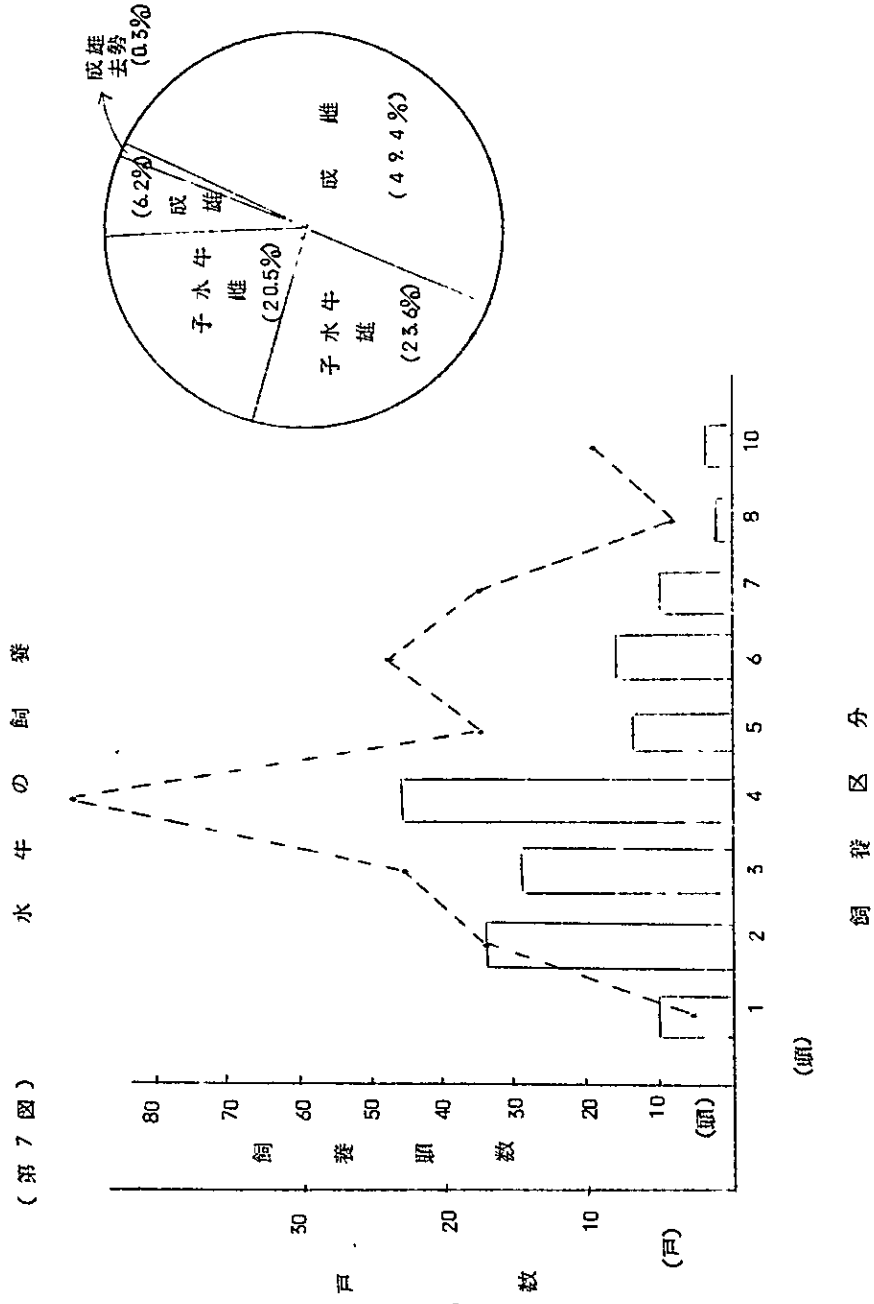 (第7図)
水牛の飼養
80
70
60
50
40
30
20
10
(頭)
飼養頭数
30
20
10
(戸)
戸数
1 2 3 4 5 6 7 8 10
(頭)
飼養区分
成雄
去勢
(0.3%)
(6.2%)
成雄
成雌
(49.4%)
子水牛
雌
(20.5%)
子水牛
雄
(23.6%)